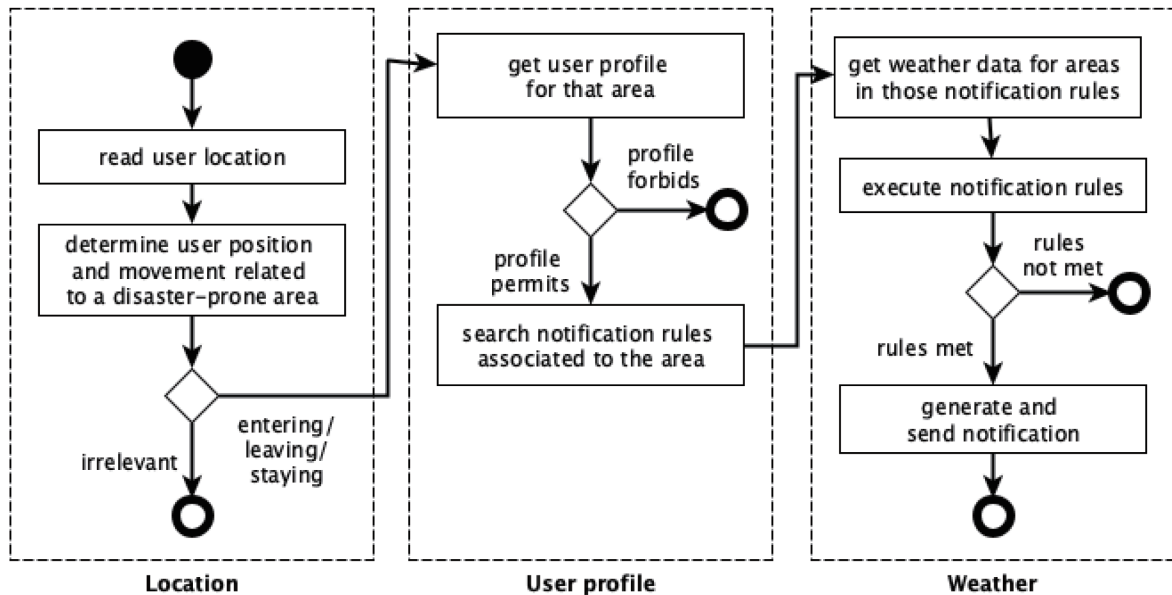 read user location
determine user position
and movement related
to a disaster-prone area
irrelevant
entering/
leaving/
staying
Location
get user profile
for that area
profile
forbids
profile
permits
search notification rules
associated to the area
User profile
get weather data for areas
in those notification rules
execute notification rules
rules
not met
rules met
generate and
send notification
Weather